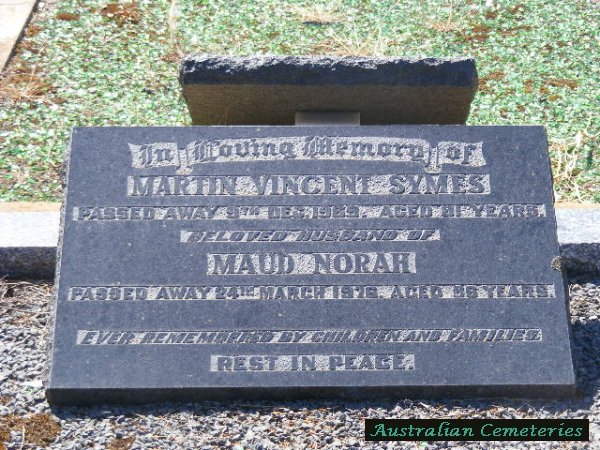 In Loving Memory of
MARTIN VINCENT SYMES
PASSED AWAY 9TH DEC. 1969. AGED 81 YEARS.
BELOVED HUSBAND OF
MAUD NORAH
PASSED AWAY 24TH MARCH 1976. AGED YEARS.
EVER REMEMBERED BY CHILDREN AND FAMILIES.
REST IN PEACE.
Australian Cemeteries